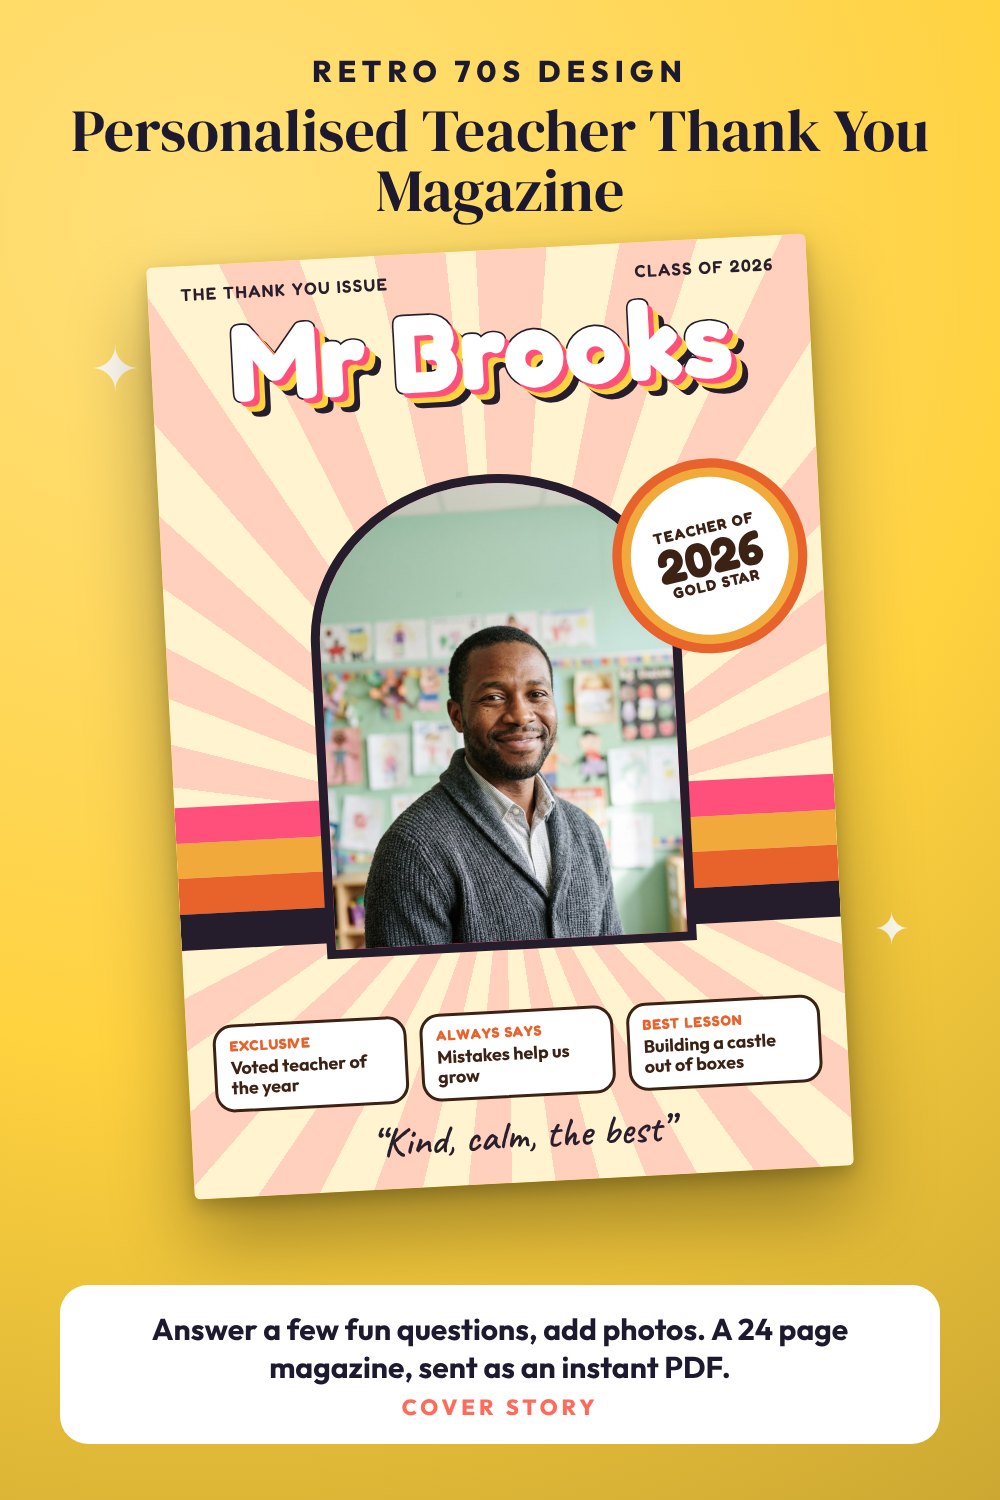 RETRO 70S DESIGN
Personalised Teacher Thank You
Magazine
THE THANK YOU ISSUE
CLASS OF 2026
Mr Brooks
TEACHER OF
2026
GOLD STAR
EXCLUSIVE
Voted teacher of
the year
ALWAYS SAYS
Mistakes help us
grow
BEST LESSON
Building a castle
out of boxes
“Kind, calm, the best”
Answer a few fun questions, add photos. A 24 page
magazine, sent as an instant PDF.
COVER STORY